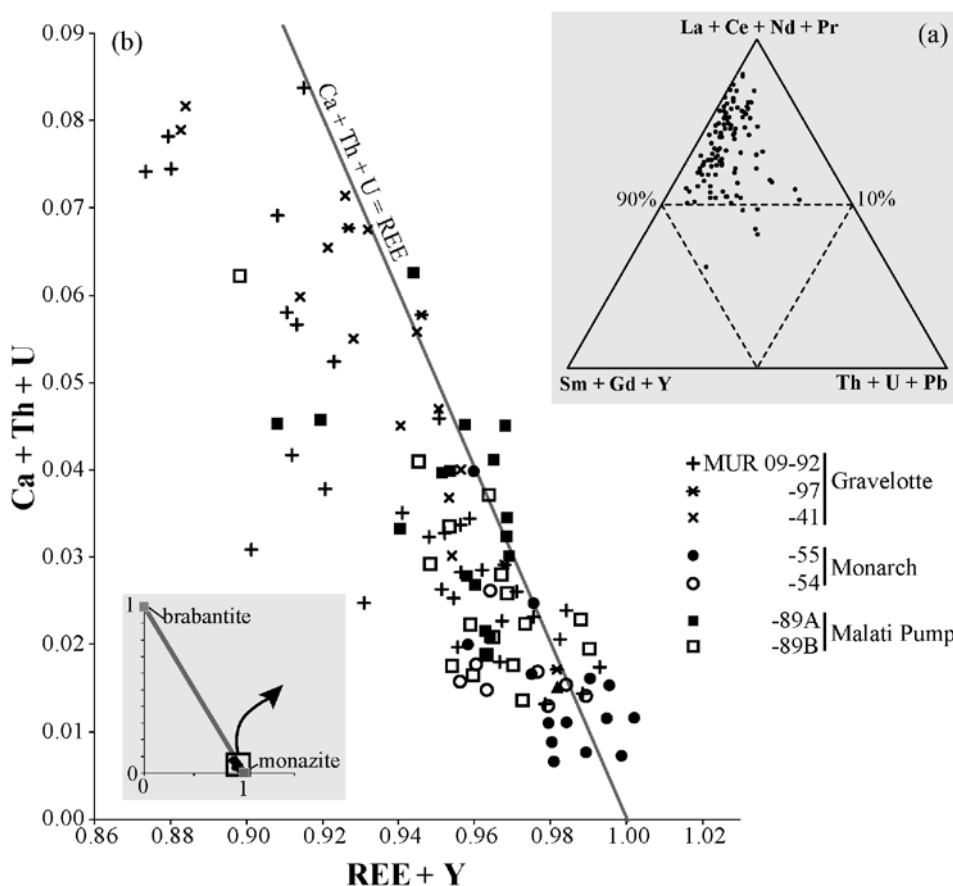 (b)
Ca + Th + U
0.09
0.08
0.07
0.06
0.05
0.04
0.03
0.02
0.01
0.00
0.86
0.88
0.90
0.92
0.94
0.96
0.98
1.00
1.02
REE + Y
Ca + Th + U = REE
La + Ce + Nd + Pr
(a)
90%
10%
Sm + Gd + Y
Th + U + Pb
MUR 09-92
-97
-41
Gravelotte
-55
-54
Monarch
-89A
-89B
Malati Pump
1
brabantite
monazite
0
0
1